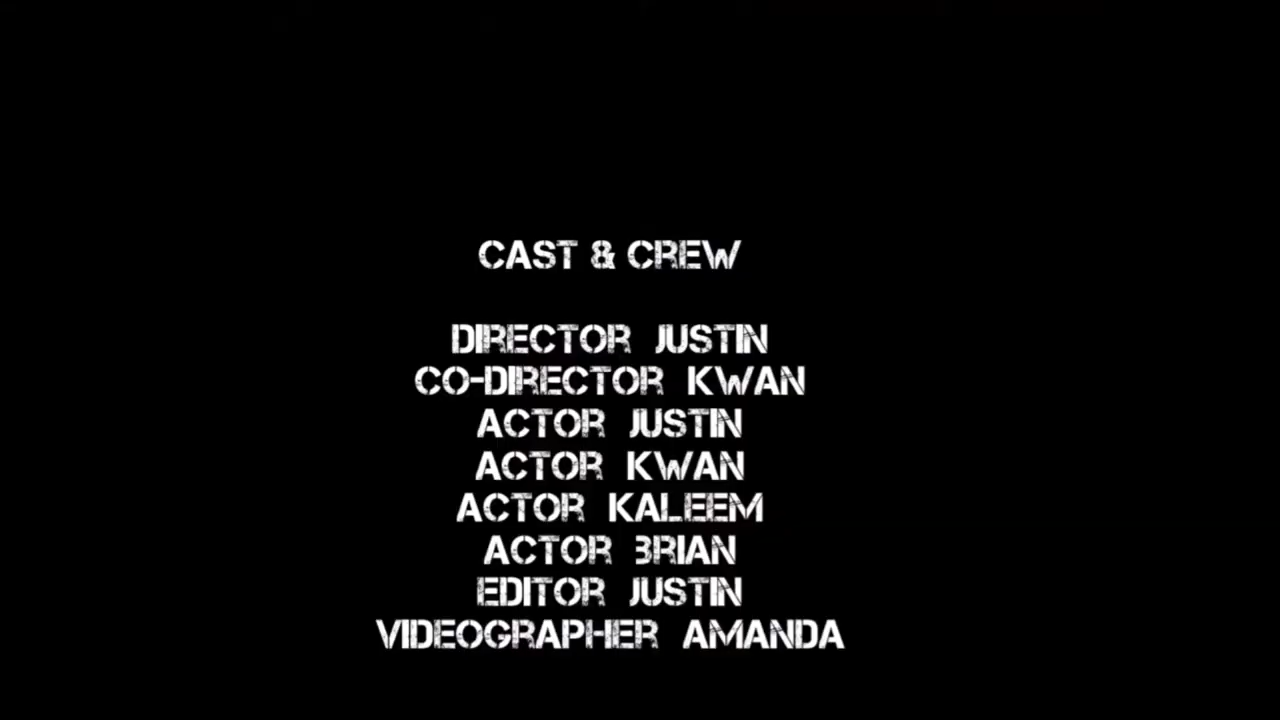 CAST & CREW
DIRECTOR JUSTIN
CO-DIRECTOR KWAN
ACTOR JUSTIN
ACTOR KWAN
ACTOR KALEEM
ACTOR BRIAN
EDITOR JUSTIN
VIDEOGRAPHER AMANDA